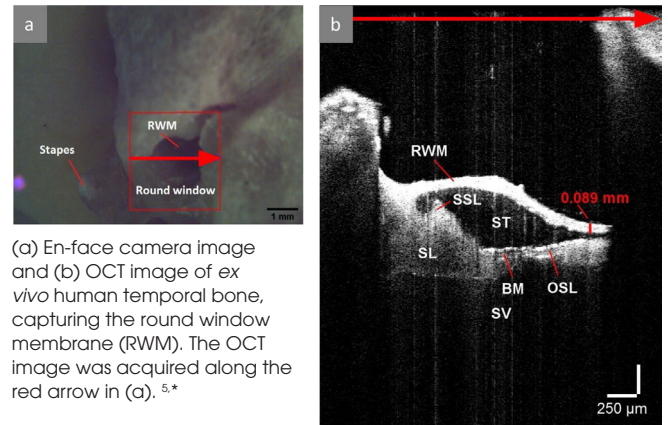 a
RWM
Stapes
Round window
1 mm
(a) En-face camera image
and (b) OCT image of ex
vivo human temporal bone,
capturing the round window
membrane (RWM). The OCT
image was acquired along the
red arrow in (a). 5,*
b
RWM
SSL
0.089 mm
ST
SL
BM
OSL
SV
250 µm